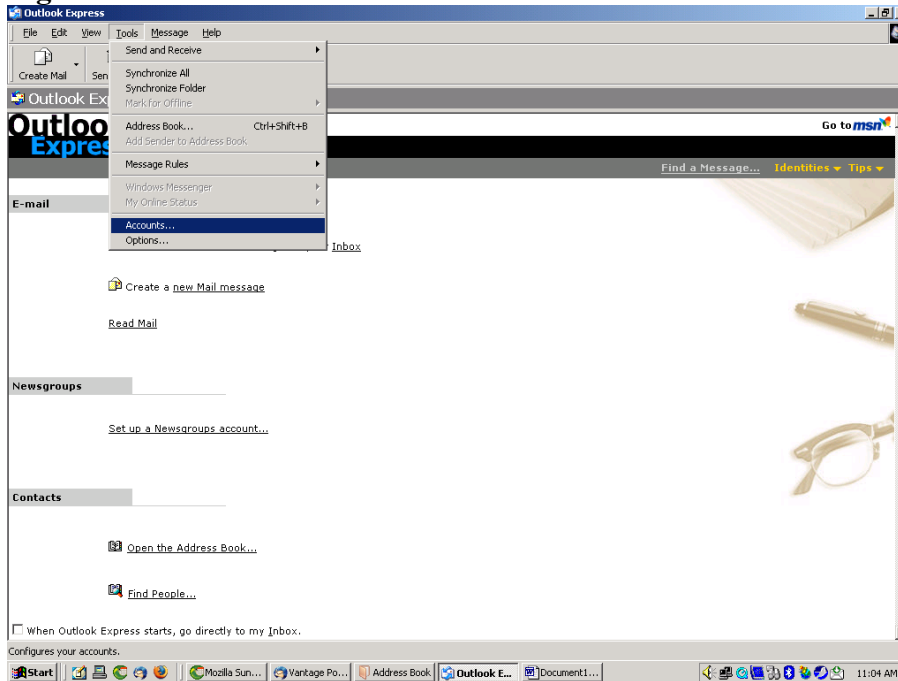 Outlook Express
File Edit View Tools Message Help
Create Mail Sen
Send and Receive
Synchronize All
Synchronize Folder
Mark for Offline
Address Book... Ctrl+Shift+B
Add Sender to Address Book
Message Rules
Windows Messenger
My Online Status
Accounts...
Options...
Outlook Ex
Outloo
Expres
Go to msn
Find a Message... Identities Tips
E-mail
Inbox
Create a new Mail message
Read Mail
Newsgroups
Set up a Newsgroups account...
Contacts
Open the Address Book...
Find People...
When Outlook Express starts, go directly to my Inbox.
Configures your accounts.
Start Mozilla Sun... Vantage Po... Address Book Outlook E... Document1... 11:04 AM